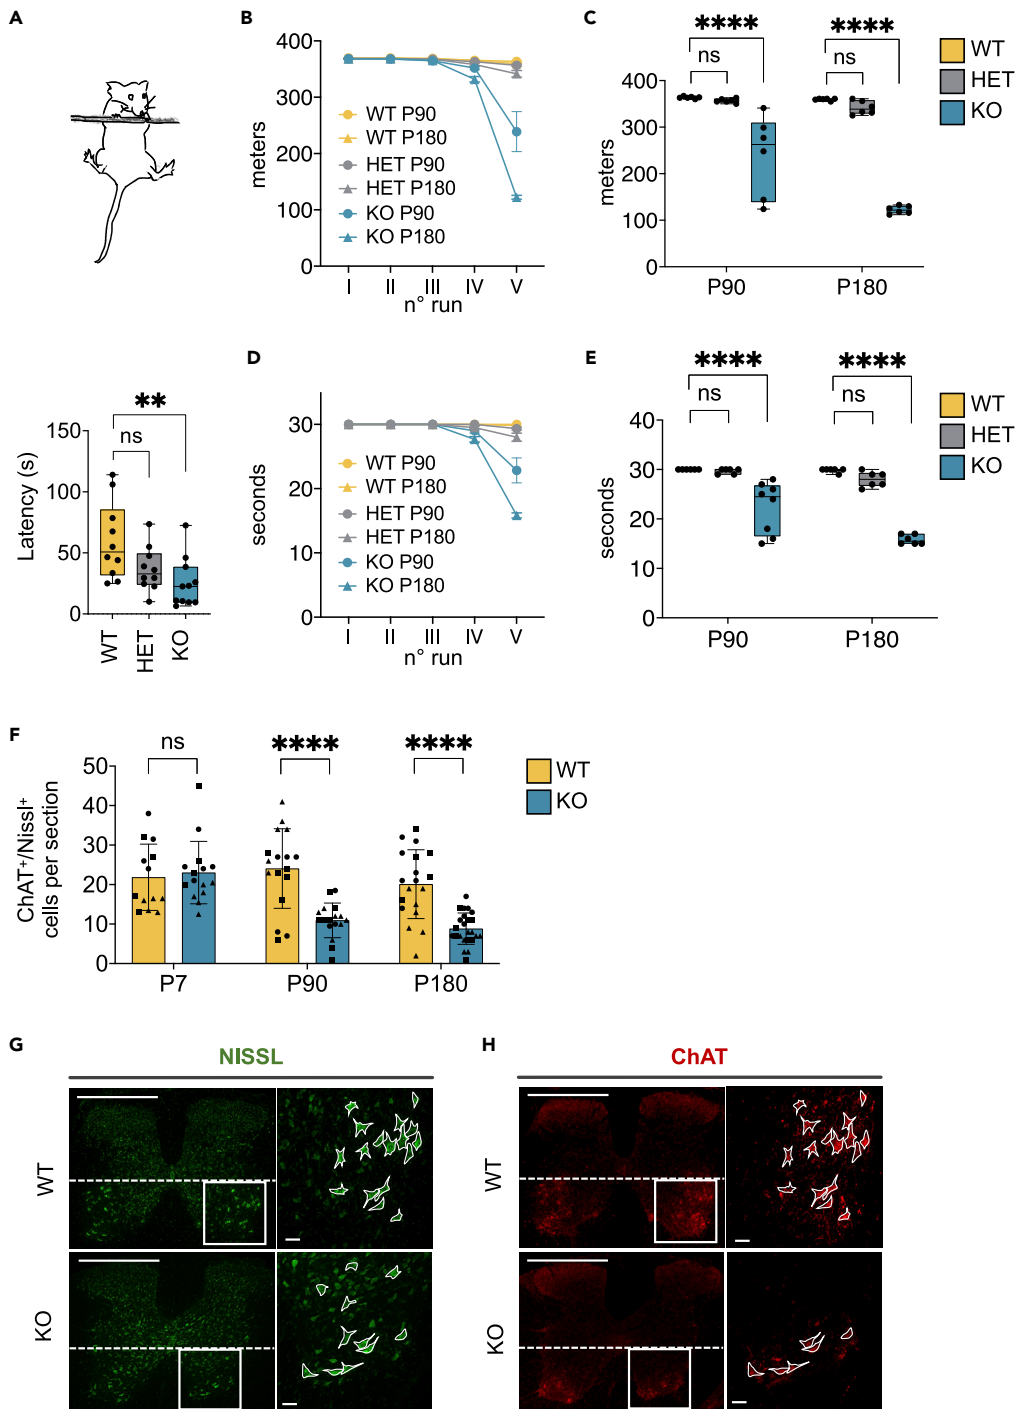 A
Latency (s)
150
100
50
0
**
ns
WT
HET
KO
B
meters
400
300
200
100
0
WT P90
WT P180
HET P90
HET P180
KO P90
KO P180
I II III IV V
n° run
C
**** ****
ns ns
meters
400
300
200
100
0
P90 P180
WT
HET
KO
D
seconds
30
20
10
0
WT P90
WT P180
HET P90
HET P180
KO P90
KO P180
I II III IV V
n° run
E
**** ****
ns ns
seconds
40
30
20
10
0
P90 P180
WT
HET
KO
F
ns **** ****
ChAT+/Nissl+
cells per section
50
40
30
20
10
0
P7 P90 P180
WT
KO
G
NISSL
WT
KO
H
ChAT
WT
KO